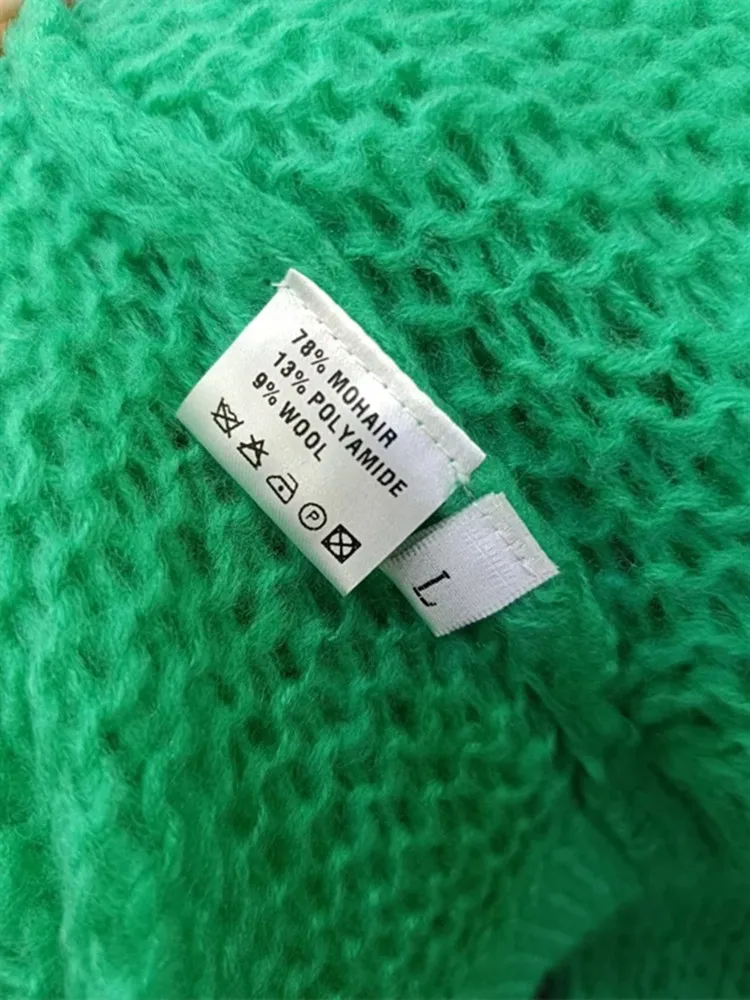 78% MOHAIR
13% POLYAMIDE
9% WOOL
P
L